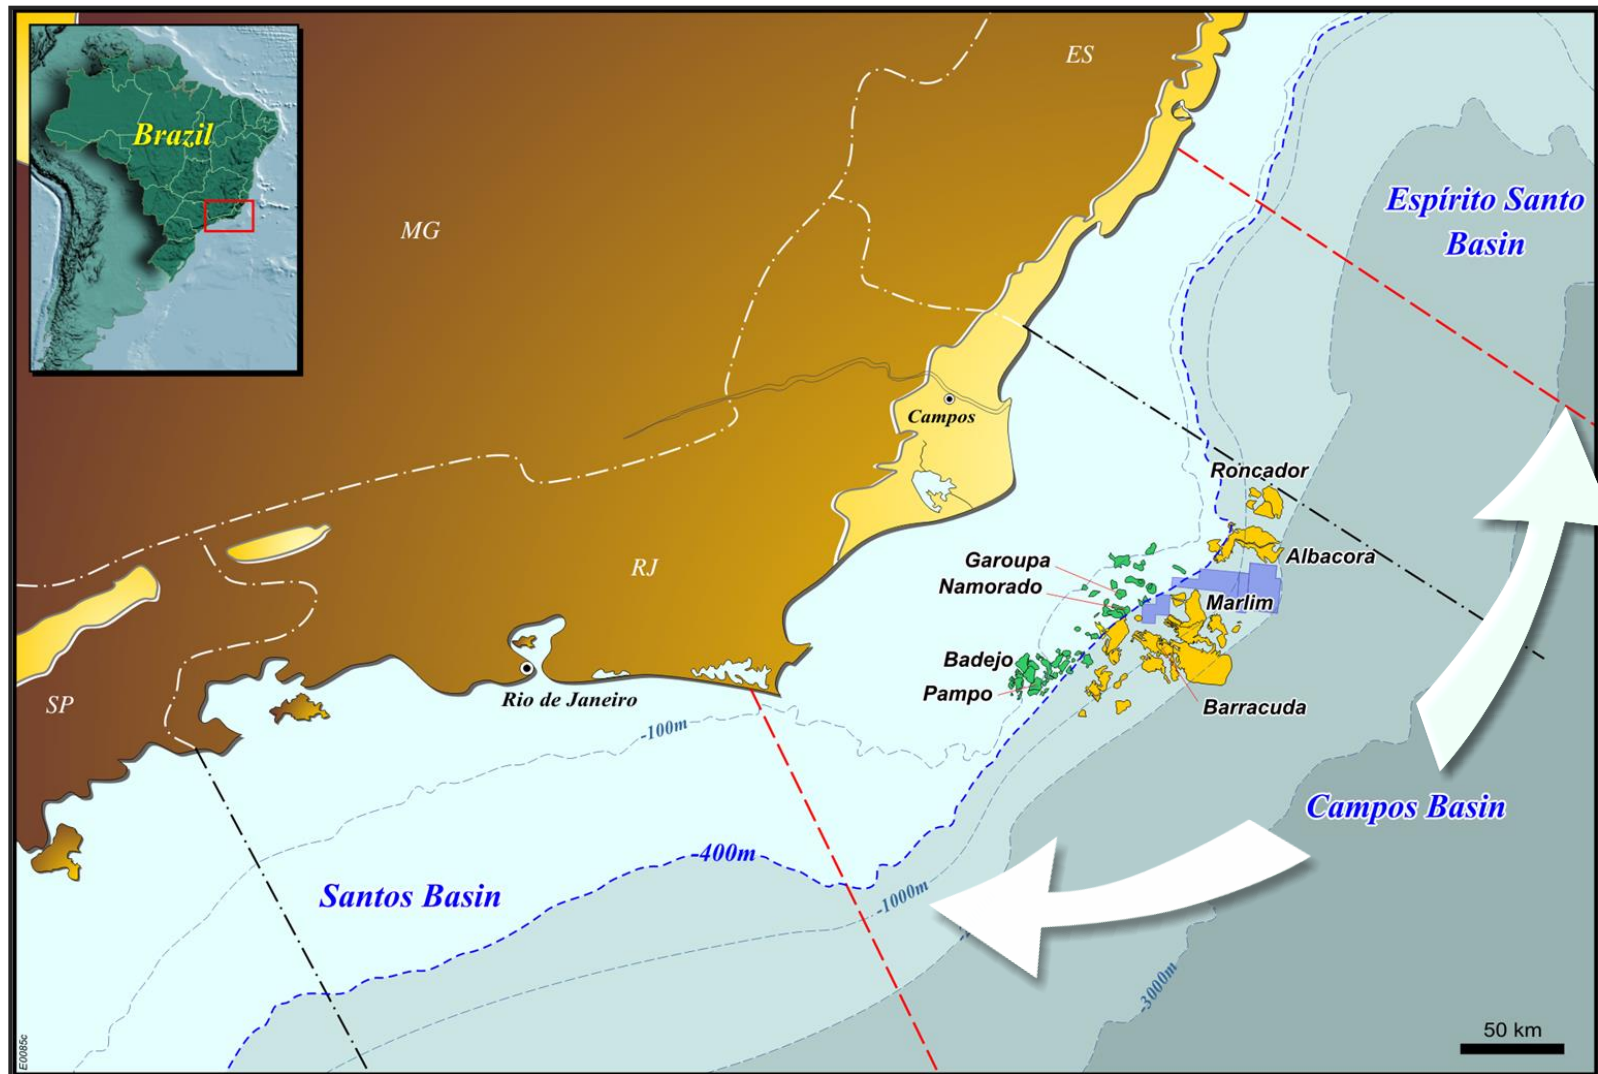 Brazil
ES
MG
Espírito Santo
Basin
Campos
Roncador
Garoupa
Albacora
Namorado
RJ
Marlim
Badejo
Pampo
SP
Rio de Janeiro
Barracuda
-100m
Campos Basin
-400m
Santos Basin
-1000m
-3000m
50 km
E0085c